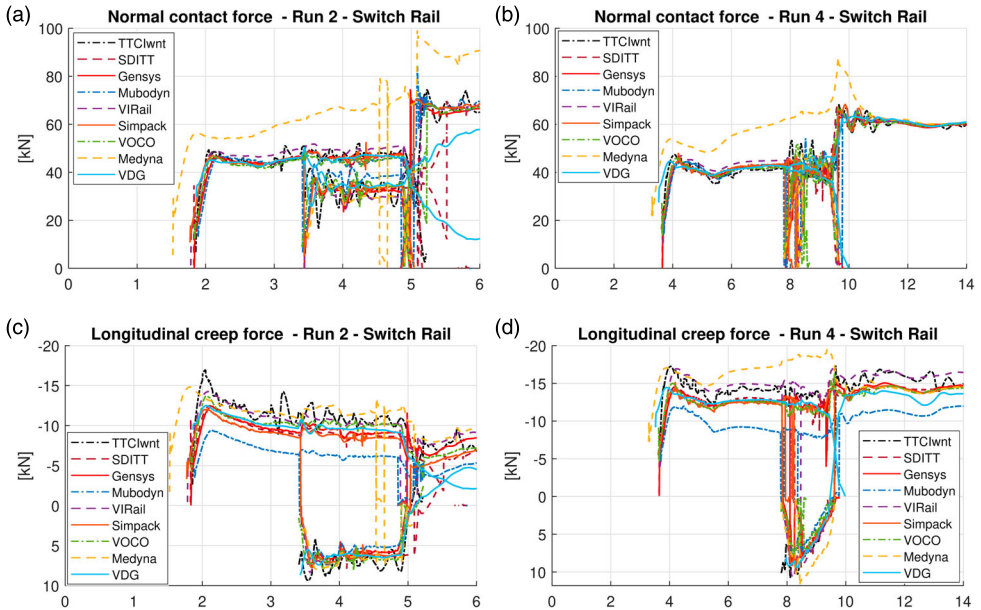 (a)
Normal contact force - Run 2 - Switch Rail
100
80
60
40
20
0
[kN]
TTCIwnt
SDITT
Gensys
Mubodyn
VIRail
Simpack
VOCO
Medyna
VDG
0 1 2 3 4 5 6
(b)
Normal contact force - Run 4 - Switch Rail
100
80
60
40
20
0
[kN]
TTCIwnt
SDITT
Gensys
Mubodyn
VIRail
Simpack
VOCO
Medyna
VDG
0 2 4 6 8 10 12 14
(c)
Longitudinal creep force - Run 2 - Switch Rail
-20
-15
-10
-5
0
5
10
[kN]
TTCIwnt
SDITT
Gensys
Mubodyn
VIRail
Simpack
VOCO
Medyna
VDG
0 1 2 3 4 5 6
(d)
Longitudinal creep force - Run 4 - Switch Rail
-20
-15
-10
-5
0
5
10
[kN]
TTCIwnt
SDITT
Gensys
Mubodyn
VIRail
Simpack
VOCO
Medyna
VDG
0 2 4 6 8 10 12 14